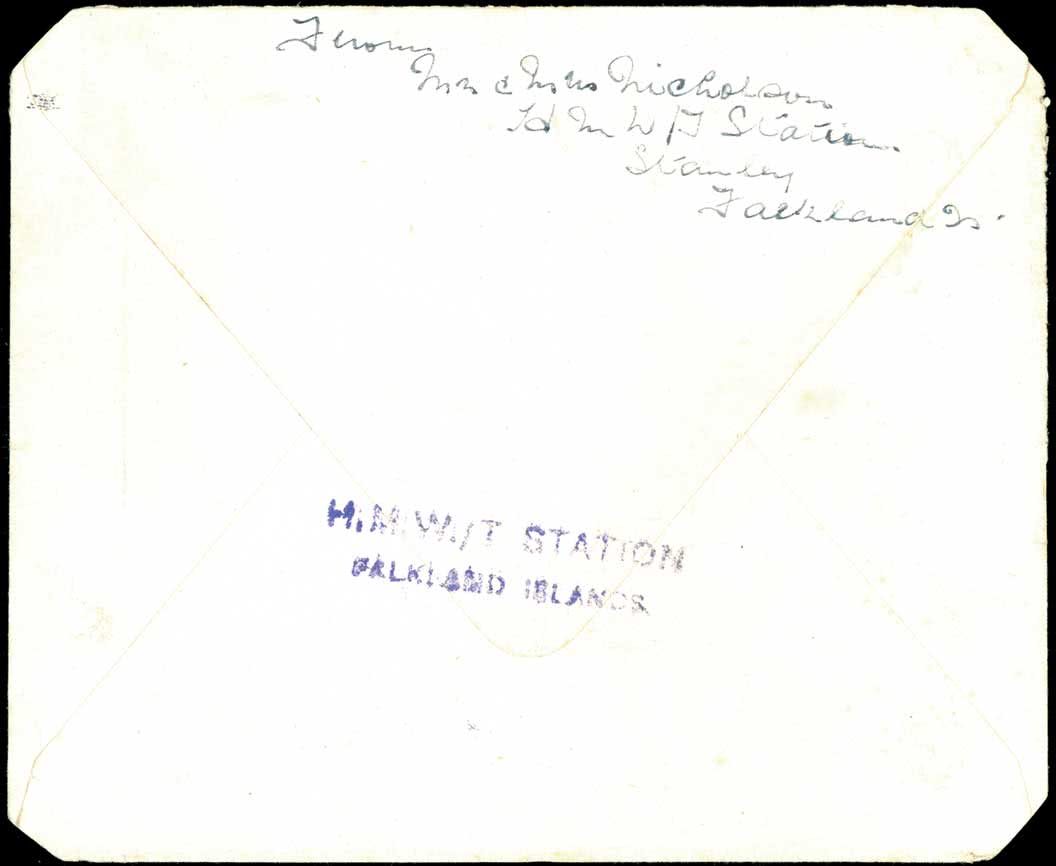 From
Mr & Mrs Nicholson
H M W/T Station
Stanley
Falkland Is.
H.M.W./T STATION
FALKLAND ISLANDS